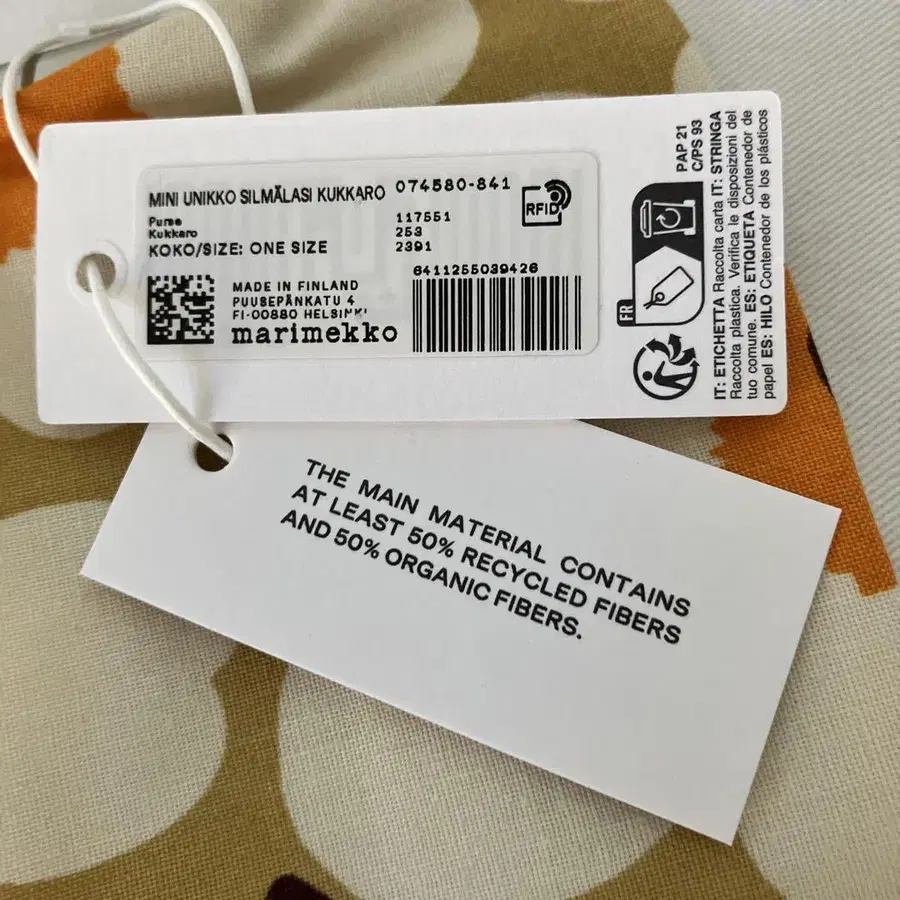 MINI UNIKKO SILMÄLASI KUKKARO 074580-841
RFID
Purse 117551
Kukkaro 253
KOKO/SIZE: ONE SIZE 2391
6411255039426
MADE IN FINLAND
PUUSEPÄNKATU 4
FI-00880 HELSINKI
marimekko
PAP 21
C/PS 93
FR
IT: ETICHETTA Raccolta carta IT: STRINGA
Raccolta plastica. Verifica le disposizioni del
tuo comune. ES: ETIQUETA Contenedor de
papel ES: HILO Contenedor de los plásticos
THE MAIN MATERIAL CONTAINS
AT LEAST 50% RECYCLED FIBERS
AND 50% ORGANIC FIBERS.